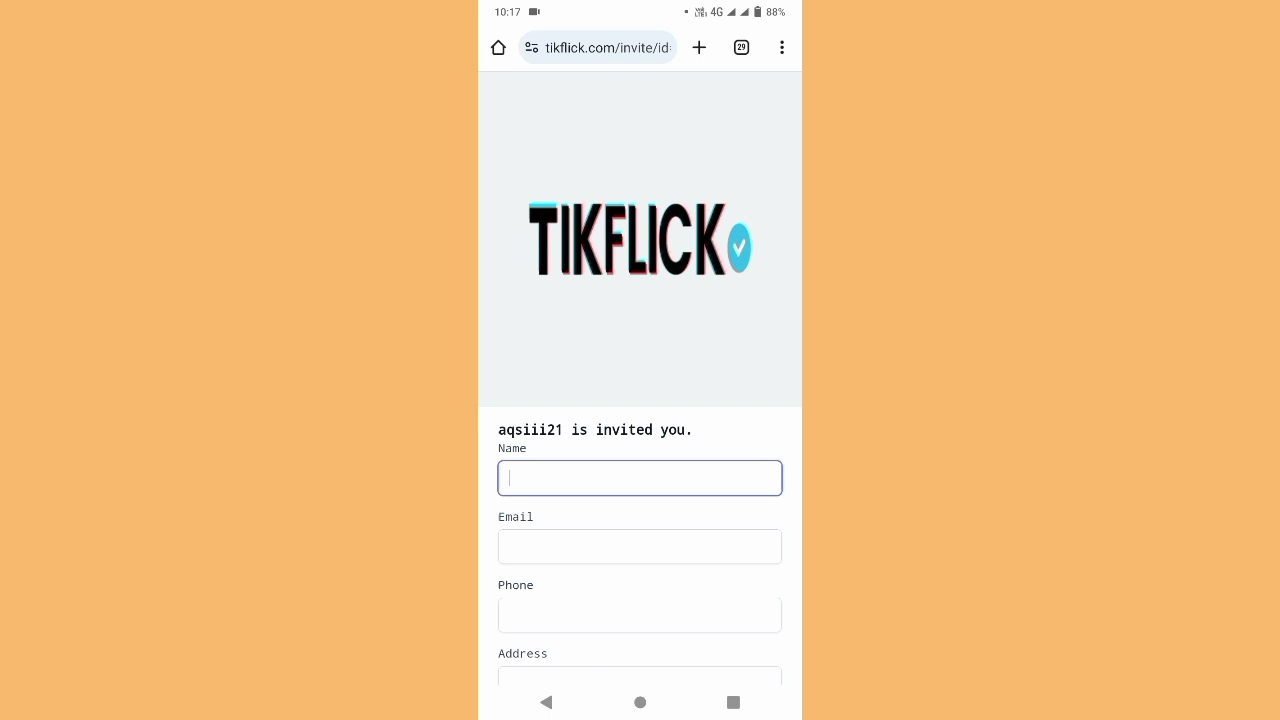 10:17 4G 88%
tikflick.com/invite/id
29
TIKFLICK
aqsiii21 is invited you.
Name
Email
Phone
Address